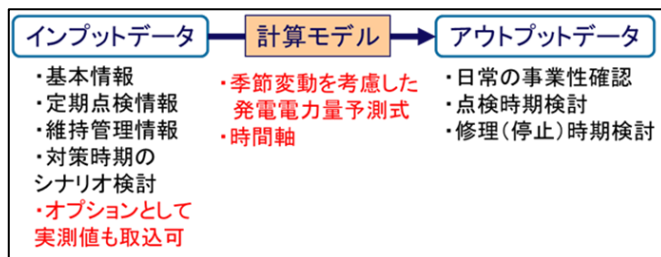 インプットデータ
計算モデル
アウトプットデータ
・基本情報
・定期点検情報
・維持管理情報
・対策時期の
シナリオ検討
・オプションとして
実測値も取込可
・季節変動を考慮した
発電電力量予測式
・時間軸
・日常の事業性確認
・点検時期検討
・修理(停止)時期検討